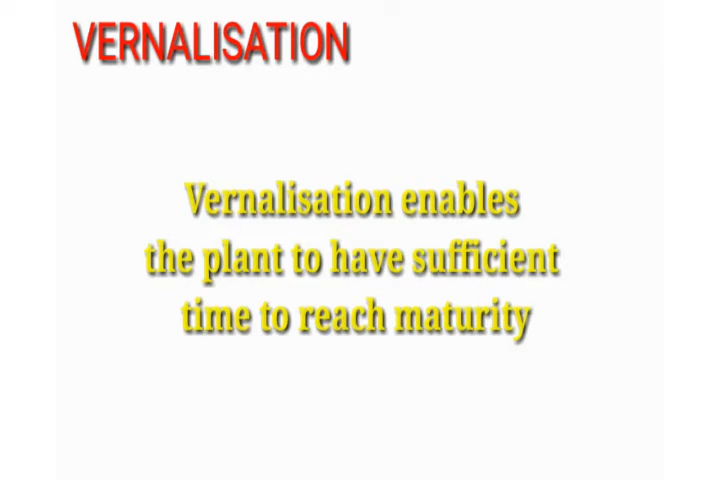 VERNALISATION
Vernalisation enables
the plant to have sufficient
time to reach maturity